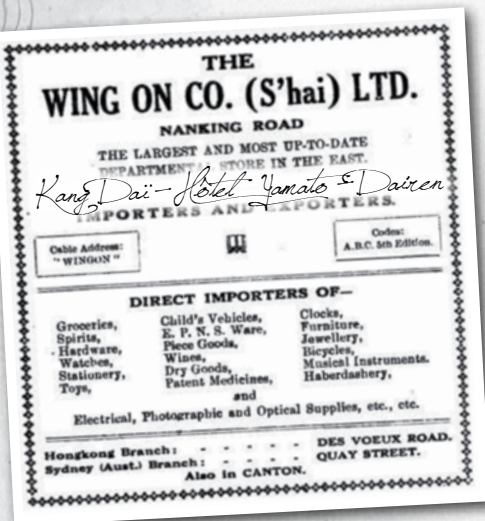 THE
WING ON CO. (S'hai) LTD.
NANKING ROAD
THE LARGEST AND MOST UP-TO-DATE
DEPARTMENTAL STORE IN THE EAST.
Kang Daï - Hôtel Yamato - Dairen
IMPORTERS AND EXPORTERS.
Cable Address:
"WINGON"
Codes:
A.B.C. 5th Edition.
DIRECT IMPORTERS OF—
Groceries,
Spirits,
Hardware,
Watches,
Stationery,
Toys,
Child's Vehicles,
E. P. N. S. Ware,
Piece Goods,
Wines,
Dry Goods,
Patent Medicines,
Clocks,
Furniture,
Jewellery,
Bicycles,
Musical Instruments.
Haberdashery,
and
Electrical, Photographic and Optical Supplies, etc., etc.
Hongkong Branch: - - - - - DES VOEUX ROAD.
Sydney (Aust.) Branch: - - - - QUAY STREET.
Also in CANTON.